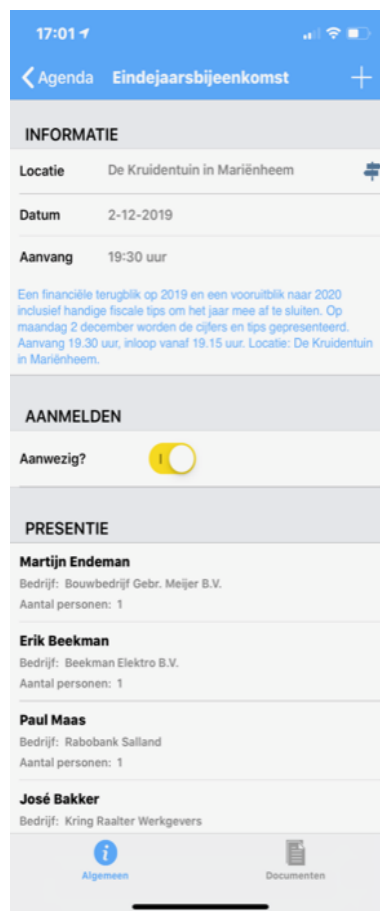 17:01
Agenda Eindejaarsbijeenkomst
INFORMATIE
Locatie De Kruidentuin in Mariënheem
Datum 2-12-2019
Aanvang 19:30 uur
Een financiële terugblik op 2019 en een vooruitblik naar 2020
inclusief handige fiscale tips om het jaar mee af te sluiten. Op
maandag 2 december worden de cijfers en tips gepresenteerd.
Aanvang 19.30 uur, inloop vanaf 19.15 uur. Locatie: De Kruidentuin
in Mariënheem.
AANMELDEN
Aanwezig?
PRESENTIE
Martijn Endeman
Bedrijf: Bouwbedrijf Gebr. Meijer B.V.
Aantal personen: 1
Erik Beekman
Bedrijf: Beekman Elektro B.V.
Aantal personen: 1
Paul Maas
Bedrijf: Rabobank Salland
Aantal personen: 1
José Bakker
Bedrijf: Kring Raalter Werkgevers
Algemeen Documenten